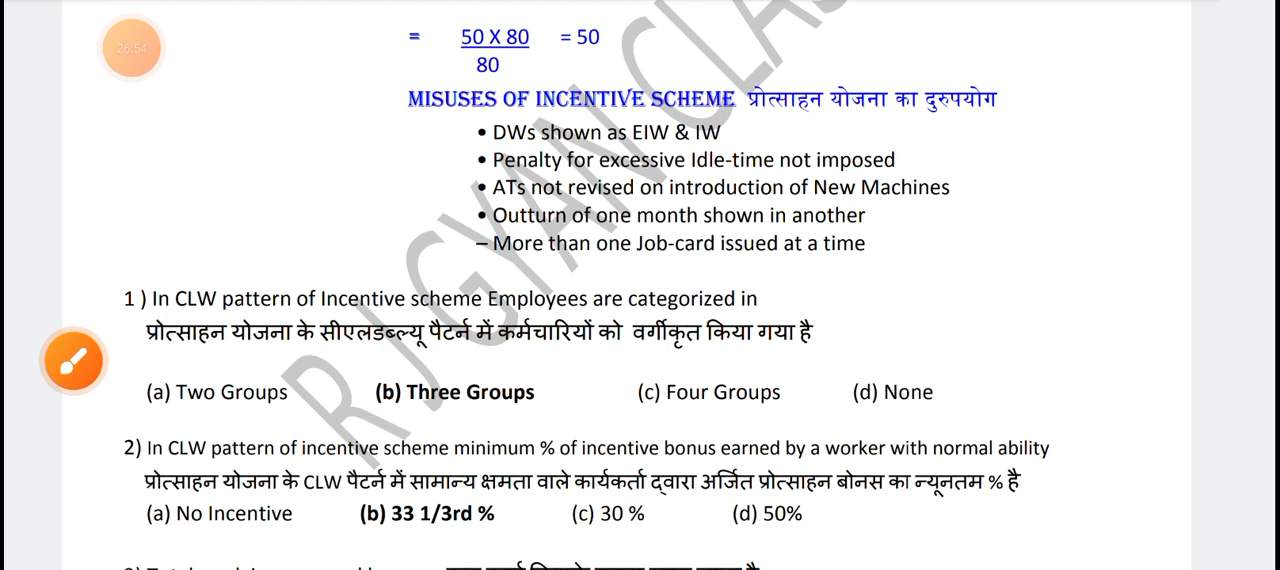 26:54
= 50 X 80 = 50
80
MISUSES OF INCENTIVE SCHEME प्रोत्साहन योजना का दुरुपयोग
• DWs shown as EIW & IW
• Penalty for excessive Idle-time not imposed
• ATs not revised on introduction of New Machines
• Outturn of one month shown in another
– More than one Job-card issued at a time
1 ) In CLW pattern of Incentive scheme Employees are categorized in
प्रोत्साहन योजना के सीएलडब्ल्यू पैटर्न में कर्मचारियों को वर्गीकृत किया गया है
(a) Two Groups (b) Three Groups (c) Four Groups (d) None
2) In CLW pattern of incentive scheme minimum % of incentive bonus earned by a worker with normal ability
प्रोत्साहन योजना के CLW पैटर्न में सामान्य क्षमता वाले कार्यकर्ता द्वारा अर्जित प्रोत्साहन बोनस का न्यूनतम % है
(a) No Incentive (b) 33 1/3rd % (c) 30 % (d) 50%
R J GYAN CLA